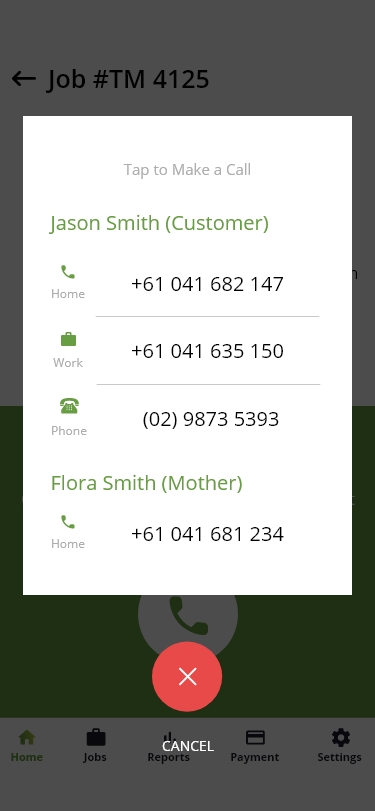 Job #TM 4125
Tap to Make a Call
Jason Smith (Customer)
+61 041 682 147
Home
+61 041 635 150
Work
(02) 9873 5393
Phone
Flora Smith (Mother)
+61 041 681 234
Home
CANCEL
Home Jobs Reports Payment Settings